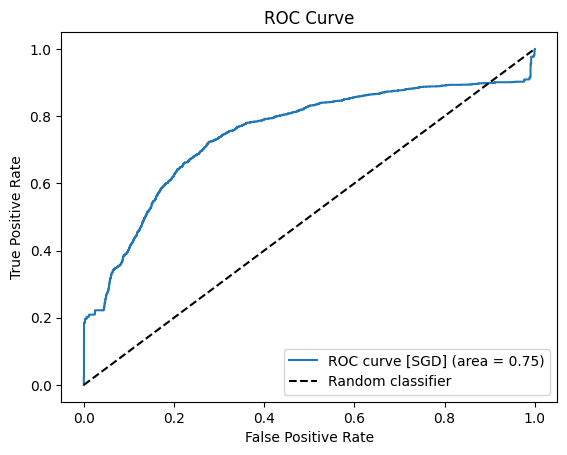 ROC Curve
1.0
0.8
0.6
0.4
0.2
0.0
True Positive Rate
ROC curve [SGD] (area = 0.75)
Random classifier
0.0 0.2 0.4 0.6 0.8 1.0
False Positive Rate